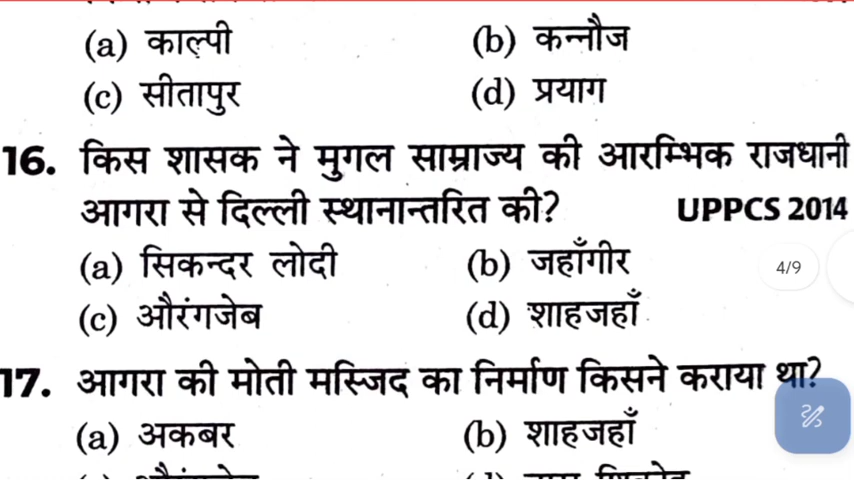 (a) काल्पी (b) कन्नौज
(c) सीतापुर (d) प्रयाग
16. किस शासक ने मुगल साम्राज्य की आरम्भिक राजधानी
आगरा से दिल्ली स्थानान्तरित की? UPPCS 2014
(a) सिकन्दर लोदी (b) जहाँगीर
4/9
(c) औरंगजेब (d) शाहजहाँ
17. आगरा की मोती मस्जिद का निर्माण किसने कराया था?
(a) अकबर (b) शाहजहाँ